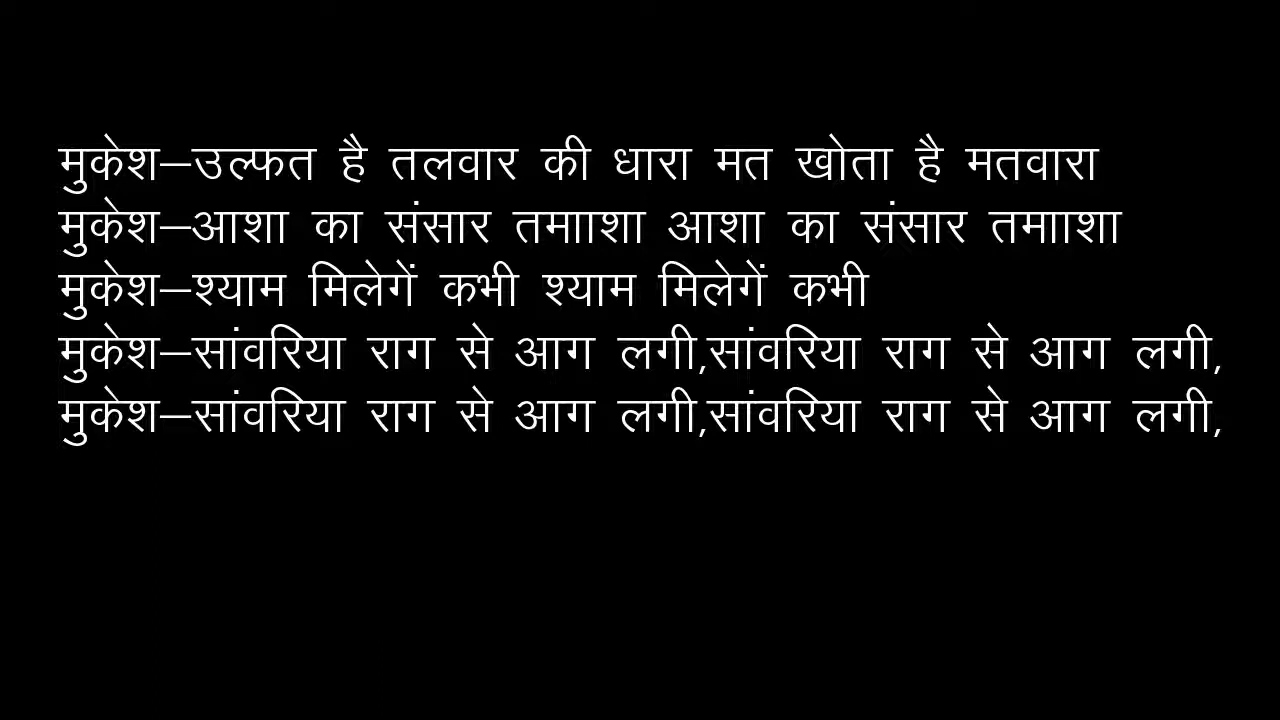 मुकेश–उल्फत है तलवार की धारा मत खोता है मतवारा
मुकेश–आशा का संसार तमााशा आशा का संसार तमााशा
मुकेश–श्याम मिलेगें कभी श्याम मिलेगें कभी
मुकेश–सांवरिया राग से आग लगी,सांवरिया राग से आग लगी,
मुकेश–सांवरिया राग से आग लगी,सांवरिया राग से आग लगी,